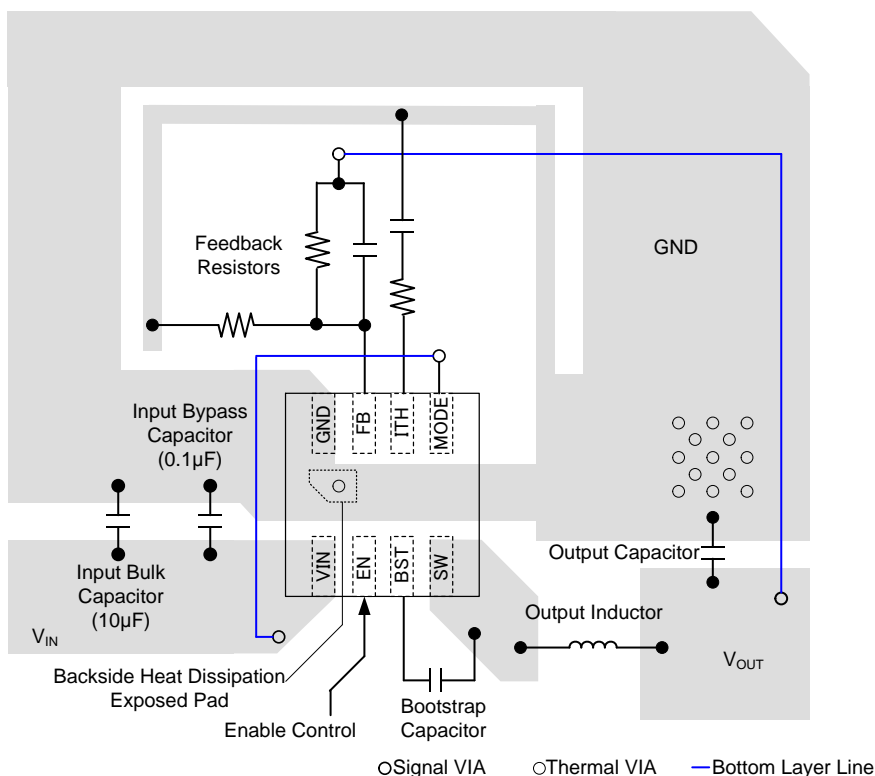 Feedback
Resistors
GND
Input Bypass
Capacitor
(0.1µF)
GND
FB
ITH
MODE
VIN
EN
BST
SW
Input Bulk
Capacitor
(10µF)
VIN
Output Capacitor
Output Inductor
VOUT
Backside Heat Dissipation
Exposed Pad
Enable Control
Bootstrap
Capacitor
Signal VIA
Thermal VIA
Bottom Layer Line